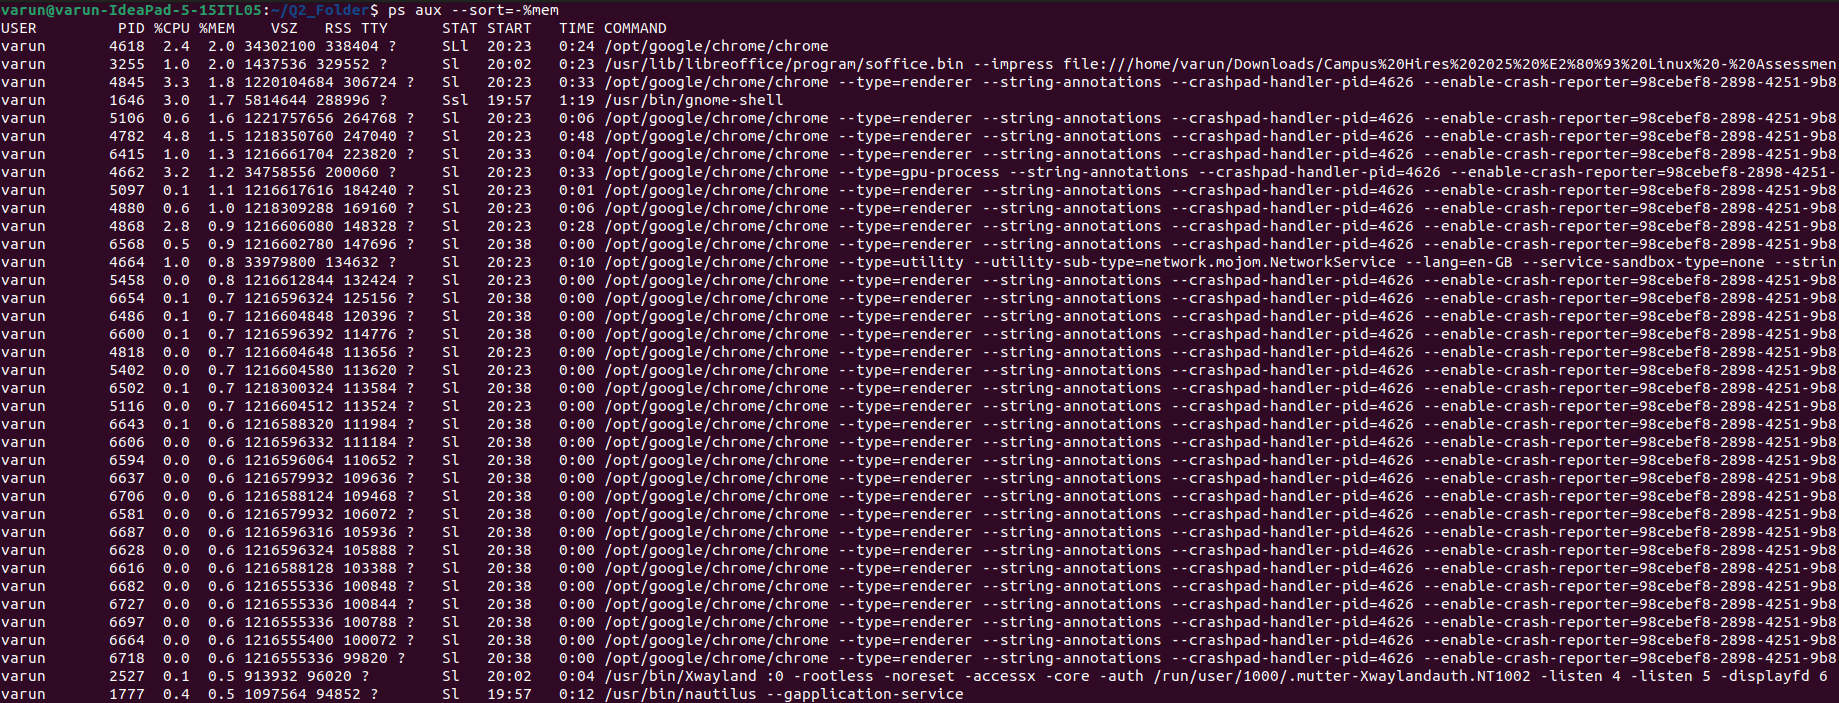 varun@varun-IdeaPad-5-15ITL05:~/Q2_Folder$ ps aux --sort=-%mem
USER         PID %CPU %MEM    VSZ   RSS TTY      STAT START   TIME COMMAND
varun       4618  2.4  2.0 34302100 338404 ?     SLl  20:23   0:24 /opt/google/chrome/chrome
varun       3255  1.0  2.0 1437536 329552 ?      Sl   20:02   0:23 /usr/lib/libreoffice/program/soffice.bin --impress file:///home/varun/Downloads/Campus%20Hires%202025%20%E2%80%93%20Linux%20-%20Assessmen
varun       4845  3.3  1.8 1220104684 306724 ?   Sl   20:23   0:33 /opt/google/chrome/chrome --type=renderer --string-annotations --crashpad-handler-pid=4626 --enable-crash-reporter=98cebef8-2898-4251-9b8
varun       1646  3.0  1.7 5814644 288996 ?      Ssl  19:57   1:19 /usr/bin/gnome-shell
varun       5106  0.6  1.6 1221757656 264768 ?   Sl   20:23   0:06 /opt/google/chrome/chrome --type=renderer --string-annotations --crashpad-handler-pid=4626 --enable-crash-reporter=98cebef8-2898-4251-9b8
varun       4782  4.8  1.5 1218350760 247040 ?   Sl   20:23   0:48 /opt/google/chrome/chrome --type=renderer --string-annotations --crashpad-handler-pid=4626 --enable-crash-reporter=98cebef8-2898-4251-9b8
varun       6415  1.0  1.3 1216661704 223820 ?   Sl   20:33   0:04 /opt/google/chrome/chrome --type=renderer --string-annotations --crashpad-handler-pid=4626 --enable-crash-reporter=98cebef8-2898-4251-9b8
varun       4662  3.2  1.2 34758556 200060 ?     Sl   20:23   0:33 /opt/google/chrome/chrome --type=gpu-process --string-annotations --crashpad-handler-pid=4626 --enable-crash-reporter=98cebef8-2898-4251-
varun       5097  0.1  1.1 1216617616 184240 ?   Sl   20:23   0:01 /opt/google/chrome/chrome --type=renderer --string-annotations --crashpad-handler-pid=4626 --enable-crash-reporter=98cebef8-2898-4251-9b8
varun       4880  0.6  1.0 1218309288 169160 ?   Sl   20:23   0:06 /opt/google/chrome/chrome --type=renderer --string-annotations --crashpad-handler-pid=4626 --enable-crash-reporter=98cebef8-2898-4251-9b8
varun       4868  2.8  0.9 1216606080 148328 ?   Sl   20:23   0:28 /opt/google/chrome/chrome --type=renderer --string-annotations --crashpad-handler-pid=4626 --enable-crash-reporter=98cebef8-2898-4251-9b8
varun       6568  0.5  0.9 1216602780 147696 ?   Sl   20:38   0:00 /opt/google/chrome/chrome --type=renderer --string-annotations --crashpad-handler-pid=4626 --enable-crash-reporter=98cebef8-2898-4251-9b8
varun       4664  1.0  0.8 33979800 134632 ?     Sl   20:23   0:10 /opt/google/chrome/chrome --type=utility --utility-sub-type=network.mojom.NetworkService --lang=en-GB --service-sandbox-type=none --strin
varun       5458  0.0  0.8 1216612844 132424 ?   Sl   20:23   0:00 /opt/google/chrome/chrome --type=renderer --string-annotations --crashpad-handler-pid=4626 --enable-crash-reporter=98cebef8-2898-4251-9b8
varun       6654  0.1  0.7 1216596324 125156 ?   Sl   20:38   0:00 /opt/google/chrome/chrome --type=renderer --string-annotations --crashpad-handler-pid=4626 --enable-crash-reporter=98cebef8-2898-4251-9b8
varun       6486  0.1  0.7 1216604848 120396 ?   Sl   20:38   0:00 /opt/google/chrome/chrome --type=renderer --string-annotations --crashpad-handler-pid=4626 --enable-crash-reporter=98cebef8-2898-4251-9b8
varun       6600  0.1  0.7 1216596392 114776 ?   Sl   20:38   0:00 /opt/google/chrome/chrome --type=renderer --string-annotations --crashpad-handler-pid=4626 --enable-crash-reporter=98cebef8-2898-4251-9b8
varun       4818  0.0  0.7 1216604648 113656 ?   Sl   20:23   0:00 /opt/google/chrome/chrome --type=renderer --string-annotations --crashpad-handler-pid=4626 --enable-crash-reporter=98cebef8-2898-4251-9b8
varun       5402  0.0  0.7 1216604580 113620 ?   Sl   20:23   0:00 /opt/google/chrome/chrome --type=renderer --string-annotations --crashpad-handler-pid=4626 --enable-crash-reporter=98cebef8-2898-4251-9b8
varun       6502  0.1  0.7 1218300324 113584 ?   Sl   20:38   0:00 /opt/google/chrome/chrome --type=renderer --string-annotations --crashpad-handler-pid=4626 --enable-crash-reporter=98cebef8-2898-4251-9b8
varun       5116  0.0  0.7 1216604512 113524 ?   Sl   20:23   0:00 /opt/google/chrome/chrome --type=renderer --string-annotations --crashpad-handler-pid=4626 --enable-crash-reporter=98cebef8-2898-4251-9b8
varun       6643  0.1  0.6 1216588320 111984 ?   Sl   20:38   0:00 /opt/google/chrome/chrome --type=renderer --string-annotations --crashpad-handler-pid=4626 --enable-crash-reporter=98cebef8-2898-4251-9b8
varun       6606  0.0  0.6 1216596332 111184 ?   Sl   20:38   0:00 /opt/google/chrome/chrome --type=renderer --string-annotations --crashpad-handler-pid=4626 --enable-crash-reporter=98cebef8-2898-4251-9b8
varun       6594  0.0  0.6 1216596064 110652 ?   Sl   20:38   0:00 /opt/google/chrome/chrome --type=renderer --string-annotations --crashpad-handler-pid=4626 --enable-crash-reporter=98cebef8-2898-4251-9b8
varun       6637  0.0  0.6 1216579932 109636 ?   Sl   20:38   0:00 /opt/google/chrome/chrome --type=renderer --string-annotations --crashpad-handler-pid=4626 --enable-crash-reporter=98cebef8-2898-4251-9b8
varun       6706  0.0  0.6 1216588124 109468 ?   Sl   20:38   0:00 /opt/google/chrome/chrome --type=renderer --string-annotations --crashpad-handler-pid=4626 --enable-crash-reporter=98cebef8-2898-4251-9b8
varun       6581  0.0  0.6 1216579932 106072 ?   Sl   20:38   0:00 /opt/google/chrome/chrome --type=renderer --string-annotations --crashpad-handler-pid=4626 --enable-crash-reporter=98cebef8-2898-4251-9b8
varun       6687  0.0  0.6 1216596316 105936 ?   Sl   20:38   0:00 /opt/google/chrome/chrome --type=renderer --string-annotations --crashpad-handler-pid=4626 --enable-crash-reporter=98cebef8-2898-4251-9b8
varun       6628  0.0  0.6 1216596324 105888 ?   Sl   20:38   0:00 /opt/google/chrome/chrome --type=renderer --string-annotations --crashpad-handler-pid=4626 --enable-crash-reporter=98cebef8-2898-4251-9b8
varun       6616  0.0  0.6 1216588128 103388 ?   Sl   20:38   0:00 /opt/google/chrome/chrome --type=renderer --string-annotations --crashpad-handler-pid=4626 --enable-crash-reporter=98cebef8-2898-4251-9b8
varun       6682  0.0  0.6 1216555336 100848 ?   Sl   20:38   0:00 /opt/google/chrome/chrome --type=renderer --string-annotations --crashpad-handler-pid=4626 --enable-crash-reporter=98cebef8-2898-4251-9b8
varun       6727  0.0  0.6 1216555336 100844 ?   Sl   20:38   0:00 /opt/google/chrome/chrome --type=renderer --string-annotations --crashpad-handler-pid=4626 --enable-crash-reporter=98cebef8-2898-4251-9b8
varun       6697  0.0  0.6 1216555336 100788 ?   Sl   20:38   0:00 /opt/google/chrome/chrome --type=renderer --string-annotations --crashpad-handler-pid=4626 --enable-crash-reporter=98cebef8-2898-4251-9b8
varun       6664  0.0  0.6 1216555400 100072 ?   Sl   20:38   0:00 /opt/google/chrome/chrome --type=renderer --string-annotations --crashpad-handler-pid=4626 --enable-crash-reporter=98cebef8-2898-4251-9b8
varun       6718  0.0  0.6 1216555336 99820 ?    Sl   20:38   0:00 /opt/google/chrome/chrome --type=renderer --string-annotations --crashpad-handler-pid=4626 --enable-crash-reporter=98cebef8-2898-4251-9b8
varun       2527  0.1  0.5 913932 96020 ?        Sl   20:02   0:04 /usr/bin/Xwayland :0 -rootless -noreset -accessx -core -auth /run/user/1000/.mutter-Xwaylandauth.NT1002 -listen 4 -listen 5 -displayfd 6
varun       1777  0.4  0.5 1097564 94852 ?       Sl   19:57   0:12 /usr/bin/nautilus --gapplication-service